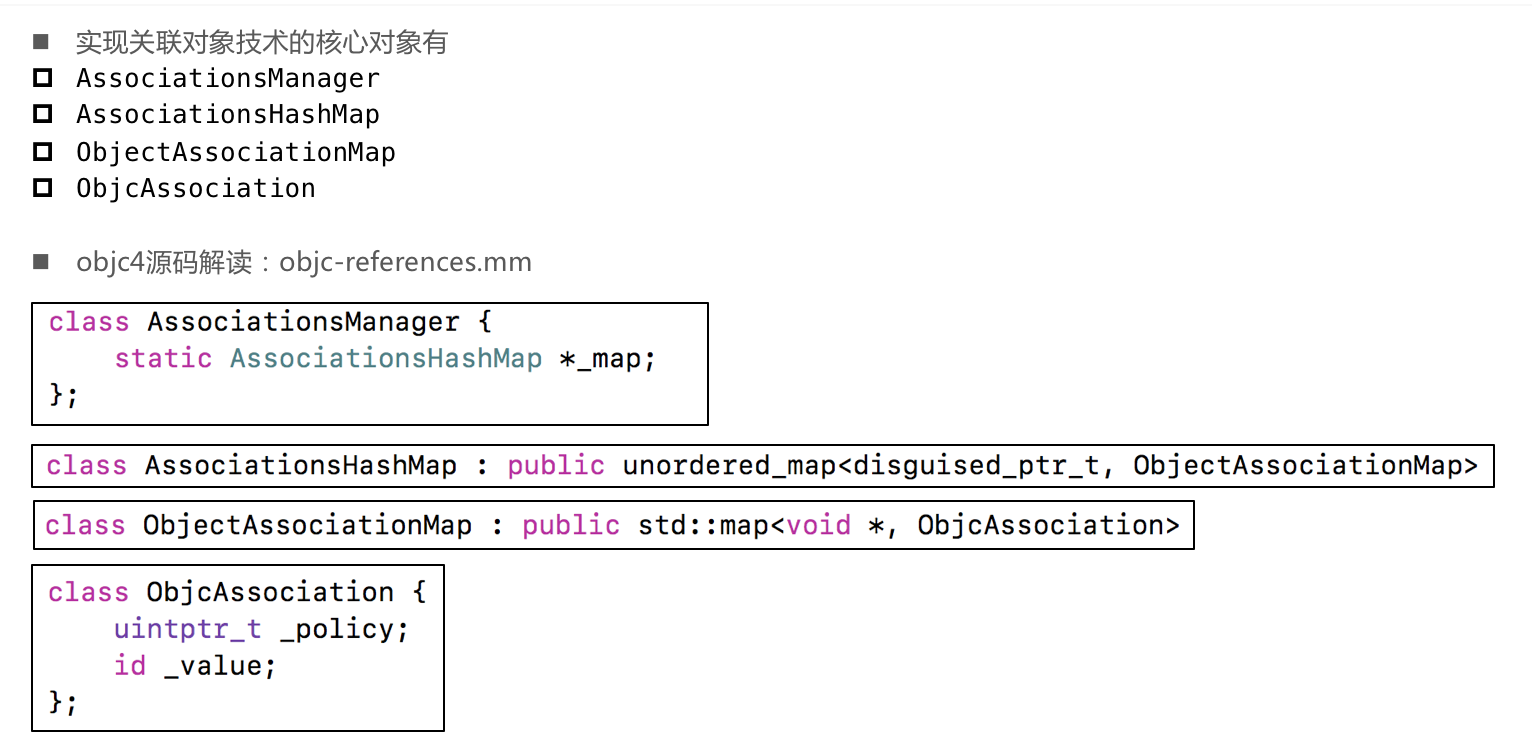 实现关联对象技术的核心对象有
AssociationsManager
AssociationsHashMap
ObjectAssociationMap
ObjcAssociation
objc4源码解读：objc-references.mm
class AssociationsManager {
    static AssociationsHashMap *_map;
};
class AssociationsHashMap : public unordered_map<disguised_ptr_t, ObjectAssociationMap>
class ObjectAssociationMap : public std::map<void *, ObjcAssociation>
class ObjcAssociation {
    uintptr_t _policy;
    id _value;
};